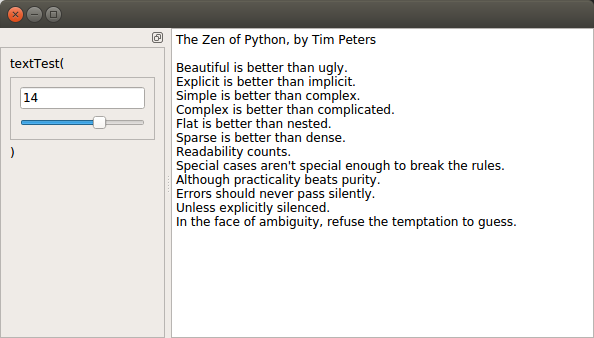 textTest(
14
)
The Zen of Python, by Tim Peters

Beautiful is better than ugly.
Explicit is better than implicit.
Simple is better than complex.
Complex is better than complicated.
Flat is better than nested.
Sparse is better than dense.
Readability counts.
Special cases aren't special enough to break the rules.
Although practicality beats purity.
Errors should never pass silently.
Unless explicitly silenced.
In the face of ambiguity, refuse the temptation to guess.